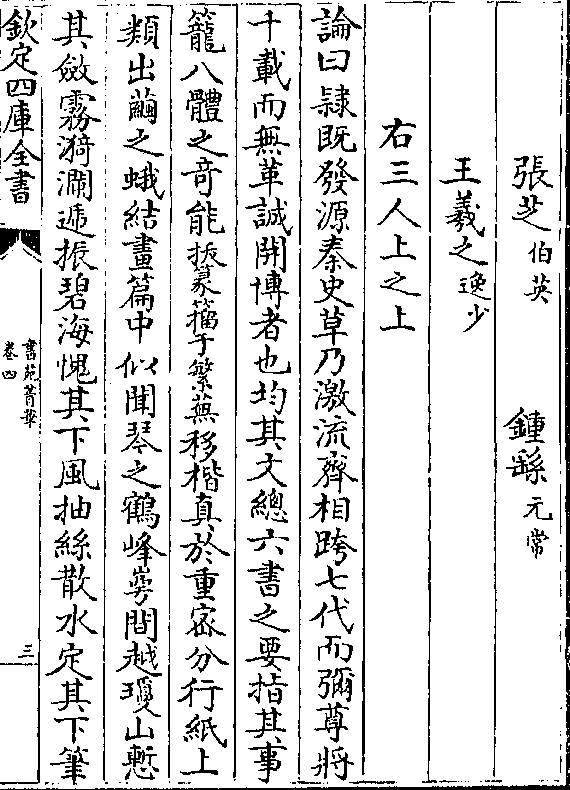 張芝伯英　鍾繇元常
王羲之逸少
右三人上之上
論曰隷既發源秦史草乃激流齊相跨七代而彌尊將
千載而無革誠開博者也均其文總六書之要指其事
籠八體之奇能拔篆籀于繁蕪移楷真於重宻分行紙上
類出繭之蛾結畫篇中似聞琴之鶴峰㟁間越瓊山慙
其斂霧漪瀾遞振碧海愧其下風抽絲散水定其下筆
欽定四庫全書
書苑菁華
卷四
三